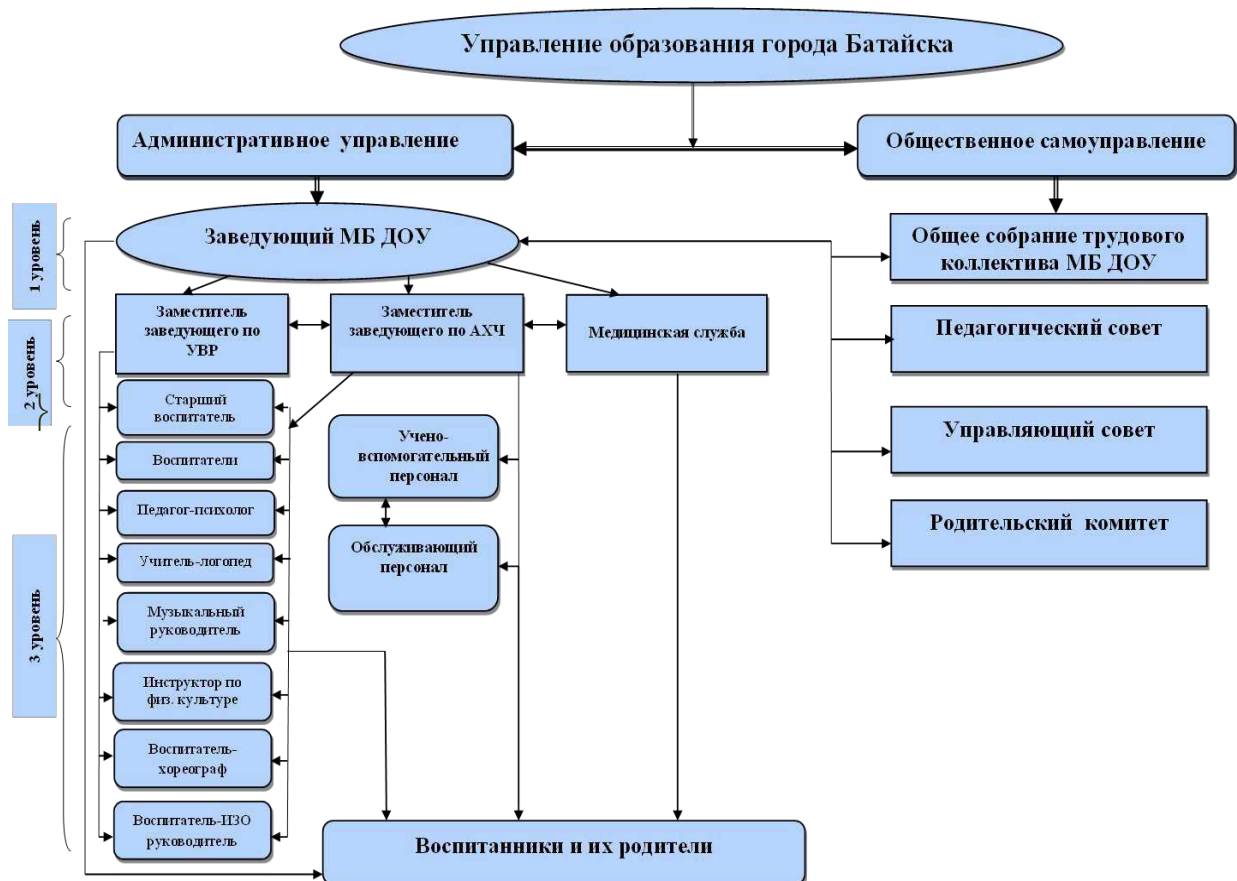 Управление образования города Батайска
Административное управление
Общественное самоуправление
1 уровень
Заведующий МБ ДОУ
Общее собрание трудового
коллектива МБ ДОУ
2 уровень
Заместитель
заведующего по
УВР
Заместитель
заведующего по АХЧ
Медицинская служба
Педагогический совет
Старший
воспитатель
Учено-
вспомогательный
персонал
Управляющий совет
Воспитатели
Педагог-психолог
Родительский комитет
3 уровень
Учитель-логопед
Обслуживающий
персонал
Музыкальный
руководитель
Инструктор по
физ. культуре
Воспитатель-
хореограф
Воспитатель-ИЗО
руководитель
Воспитанники и их родители